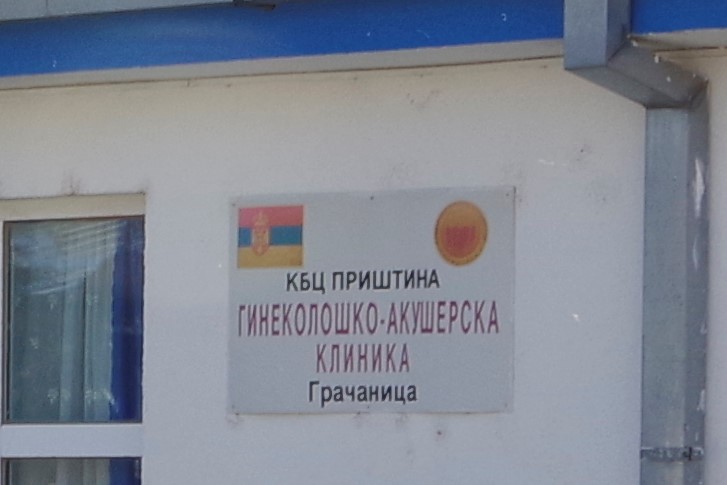 КБЦ ПРИШТИНА
ГИНЕКОЛОШКО-АКУШЕРСКА
КЛИНИКА
Грачаница